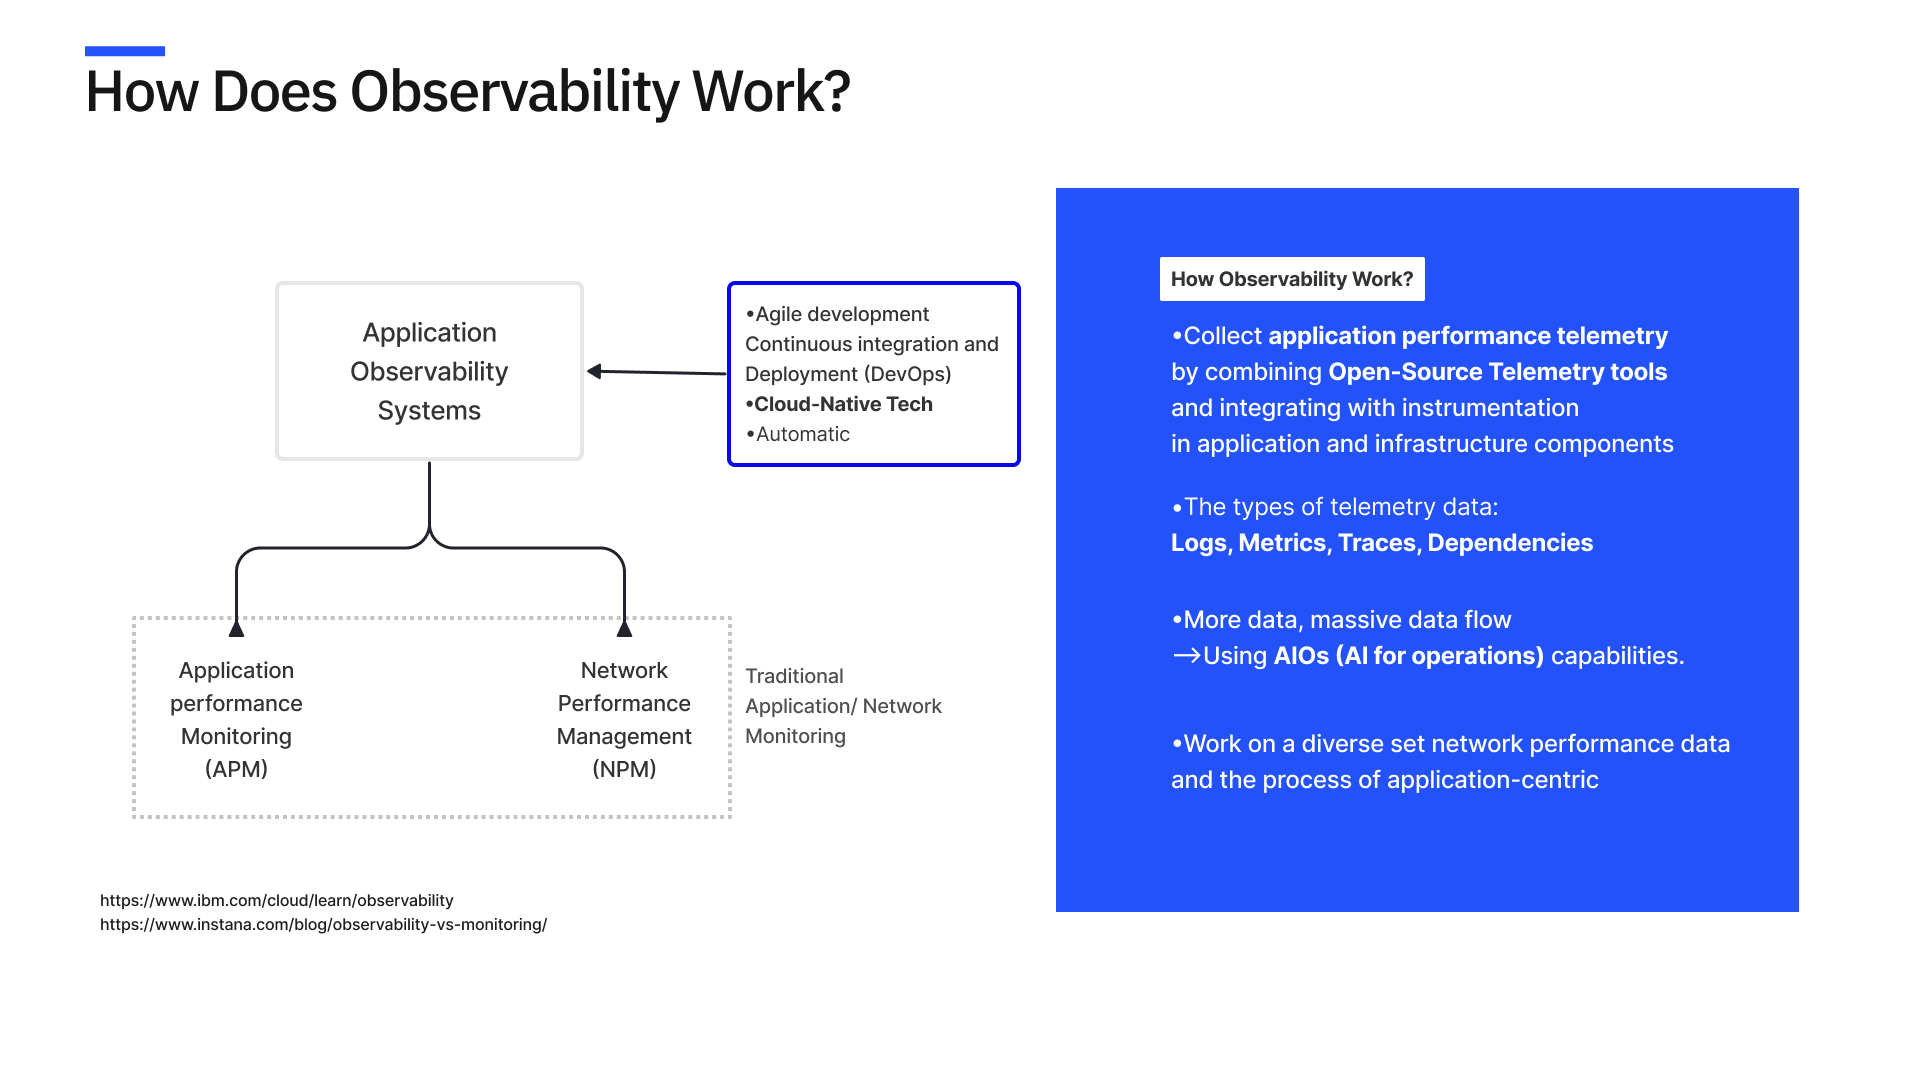 How Does Observability Work?
Application
Observability
Systems
•Agile development
Continuous integration and
Deployment (DevOps)
•Cloud-Native Tech
•Automatic
Application
performance
Monitoring
(APM)
Network
Performance
Management
(NPM)
Traditional
Application/ Network
Monitoring
https://www.ibm.com/cloud/learn/observability
https://www.instana.com/blog/observability-vs-monitoring/
How Observability Work?
•Collect application performance telemetry
by combining Open-Source Telemetry tools
and integrating with instrumentation
in application and infrastructure components
•The types of telemetry data:
Logs, Metrics, Traces, Dependencies
•More data, massive data flow
→Using AIOs (AI for operations) capabilities.
•Work on a diverse set network performance data
and the process of application-centric